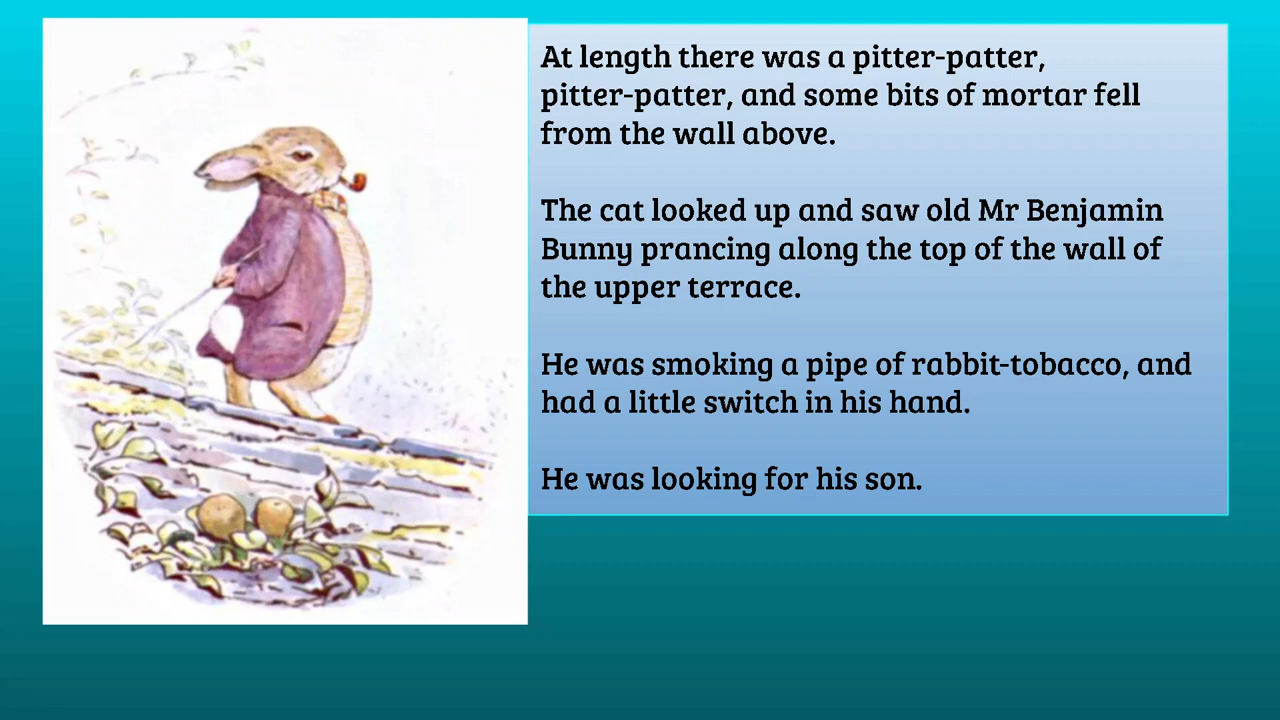 At length there was a pitter-patter,
pitter-patter, and some bits of mortar fell
from the wall above.
The cat looked up and saw old Mr Benjamin
Bunny prancing along the top of the wall of
the upper terrace.
He was smoking a pipe of rabbit-tobacco, and
had a little switch in his hand.
He was looking for his son.